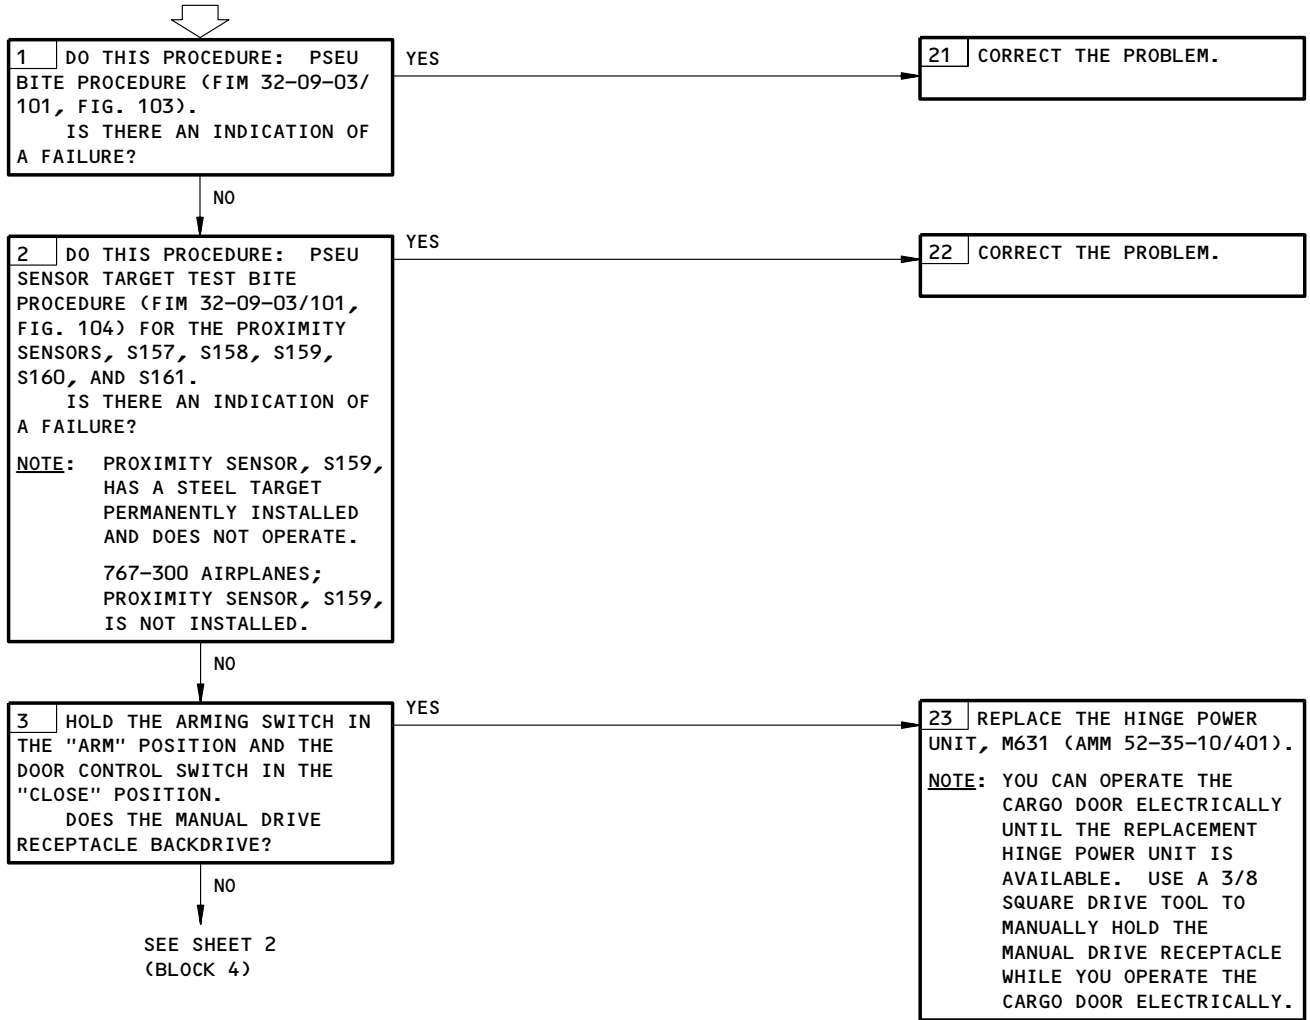 1 DO THIS PROCEDURE: PSEU
BITE PROCEDURE (FIM 32-09-03/
101, FIG. 103).
IS THERE AN INDICATION OF
A FAILURE?
YES
21 CORRECT THE PROBLEM.
NO
2 DO THIS PROCEDURE: PSEU
SENSOR TARGET TEST BITE
PROCEDURE (FIM 32-09-03/101,
FIG. 104) FOR THE PROXIMITY
SENSORS, S157, S158, S159,
S160, AND S161.
IS THERE AN INDICATION OF
A FAILURE?
NOTE: PROXIMITY SENSOR, S159,
HAS A STEEL TARGET
PERMANENTLY INSTALLED
AND DOES NOT OPERATE.
767-300 AIRPLANES;
PROXIMITY SENSOR, S159,
IS NOT INSTALLED.
YES
22 CORRECT THE PROBLEM.
NO
3 HOLD THE ARMING SWITCH IN
THE "ARM" POSITION AND THE
DOOR CONTROL SWITCH IN THE
"CLOSE" POSITION.
DOES THE MANUAL DRIVE
RECEPTACLE BACKDRIVE?
YES
23 REPLACE THE HINGE POWER
UNIT, M631 (AMM 52-35-10/401).
NOTE: YOU CAN OPERATE THE
CARGO DOOR ELECTRICALLY
UNTIL THE REPLACEMENT
HINGE POWER UNIT IS
AVAILABLE. USE A 3/8
SQUARE DRIVE TOOL TO
MANUALLY HOLD THE
MANUAL DRIVE RECEPTACLE
WHILE YOU OPERATE THE
CARGO DOOR ELECTRICALLY.
NO
SEE SHEET 2
(BLOCK 4)